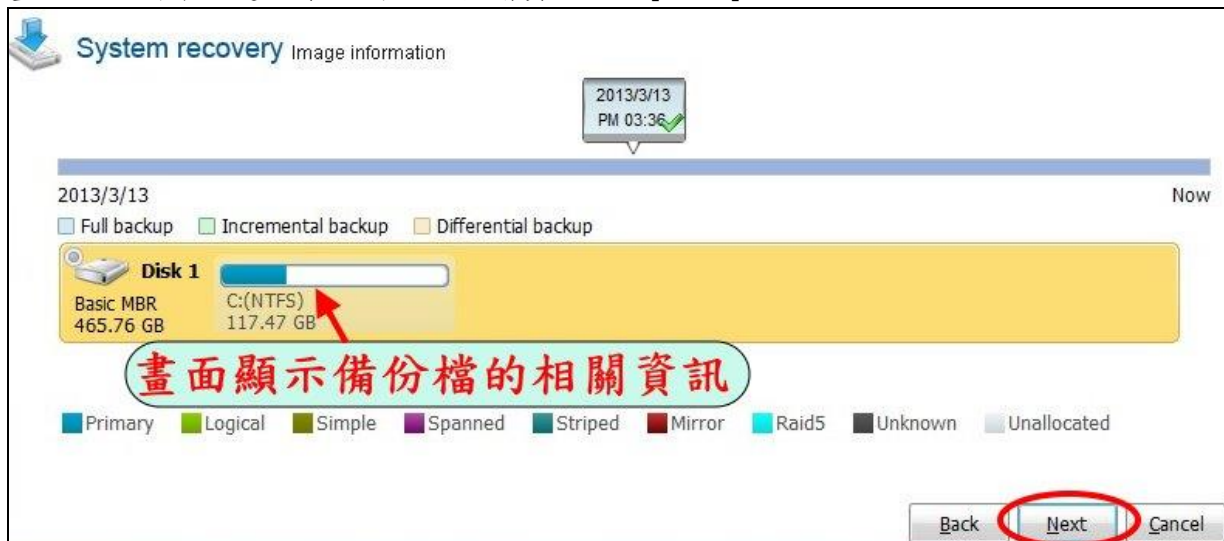 System recovery Image information
2013/3/13
PM 03:36
2013/3/13 Now
Full backup Incremental backup Differential backup
Disk 1
Basic MBR
465.76 GB
C:(NTFS)
117.47 GB
畫面顯示備份檔的相關資訊
Primary Logical Simple Spanned Striped Mirror Raid5 Unknown Unallocated
Back Next Cancel